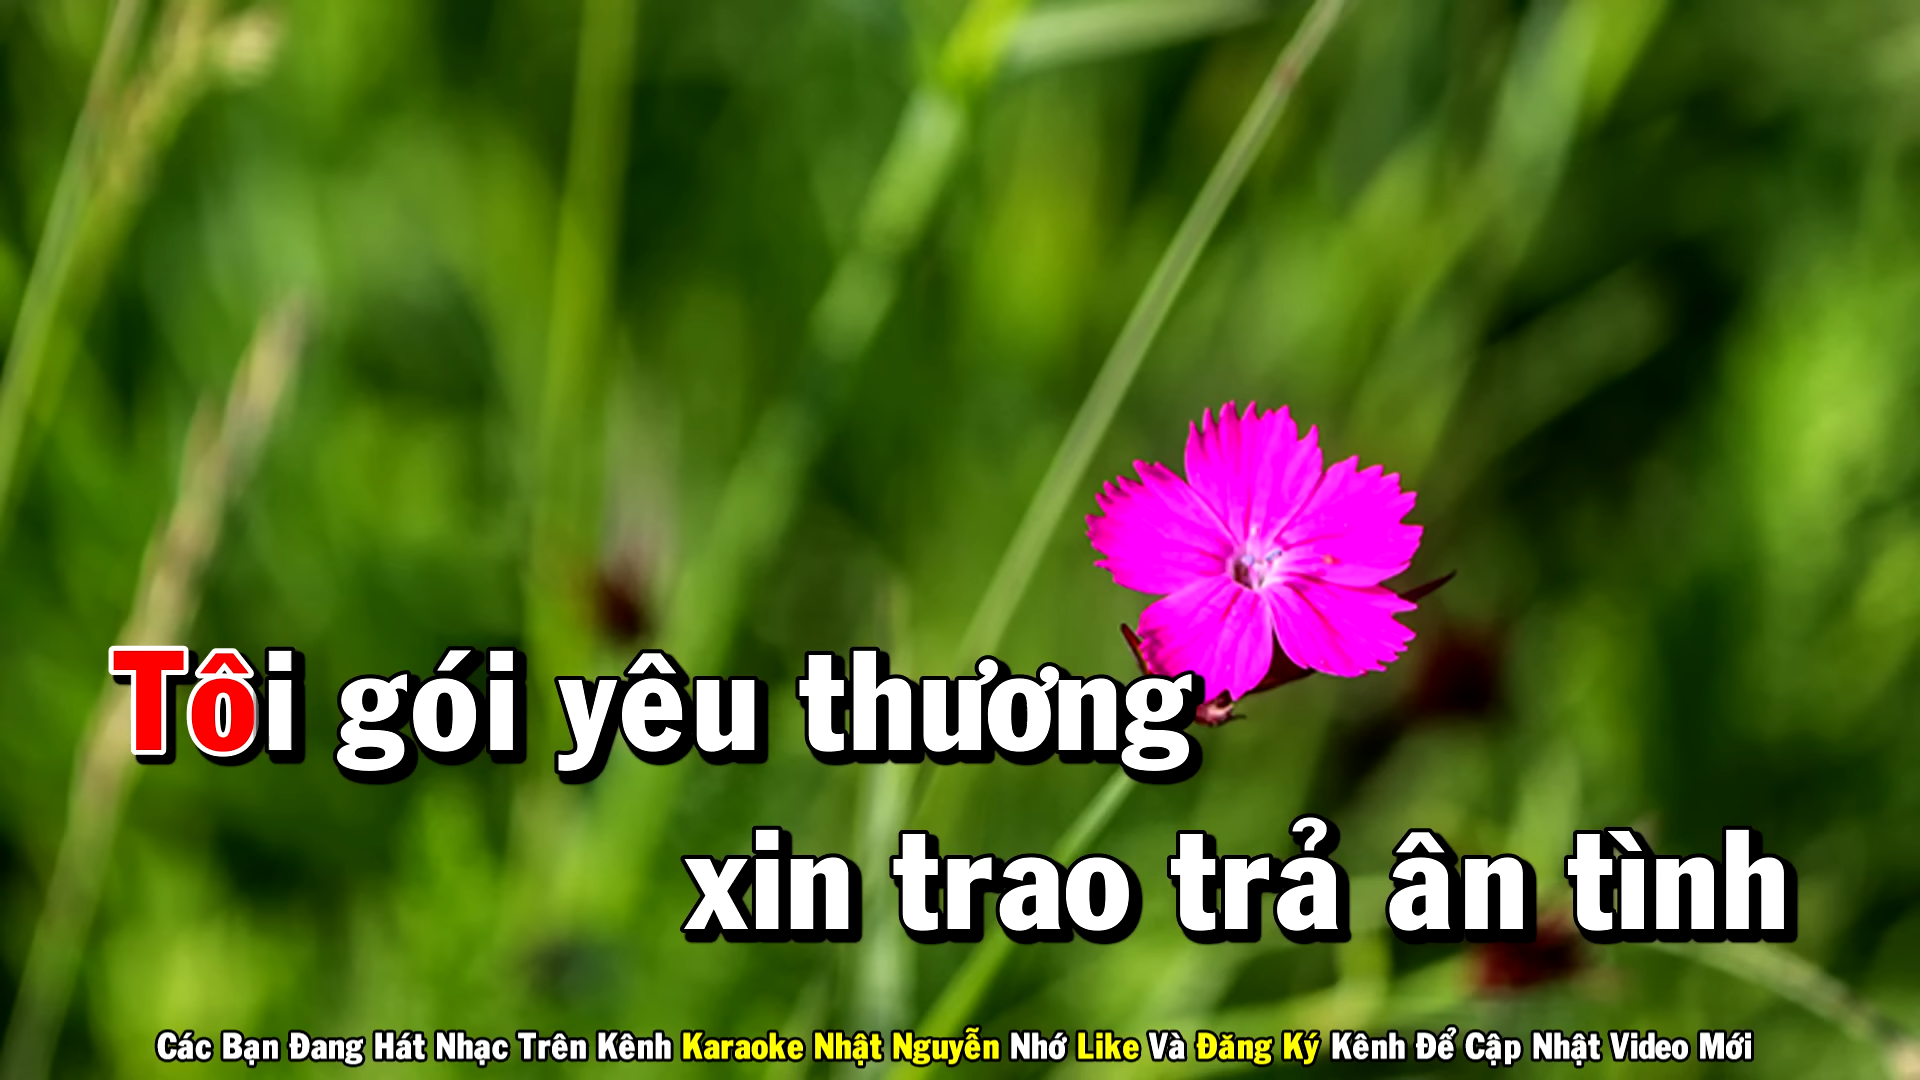 Tôi gói yêu thương
xin trao trả ân tình
Các Bạn Đang Hát Nhạc Trên Kênh Karaoke Nhật Nguyễn Nhớ Like Và Đăng Ký Kênh Để Cập Nhật Video Mới